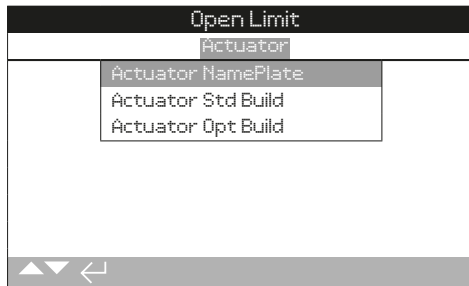 Open Limit
Actuator
Actuator NamePlate
Actuator Std Build
Actuator Opt Build